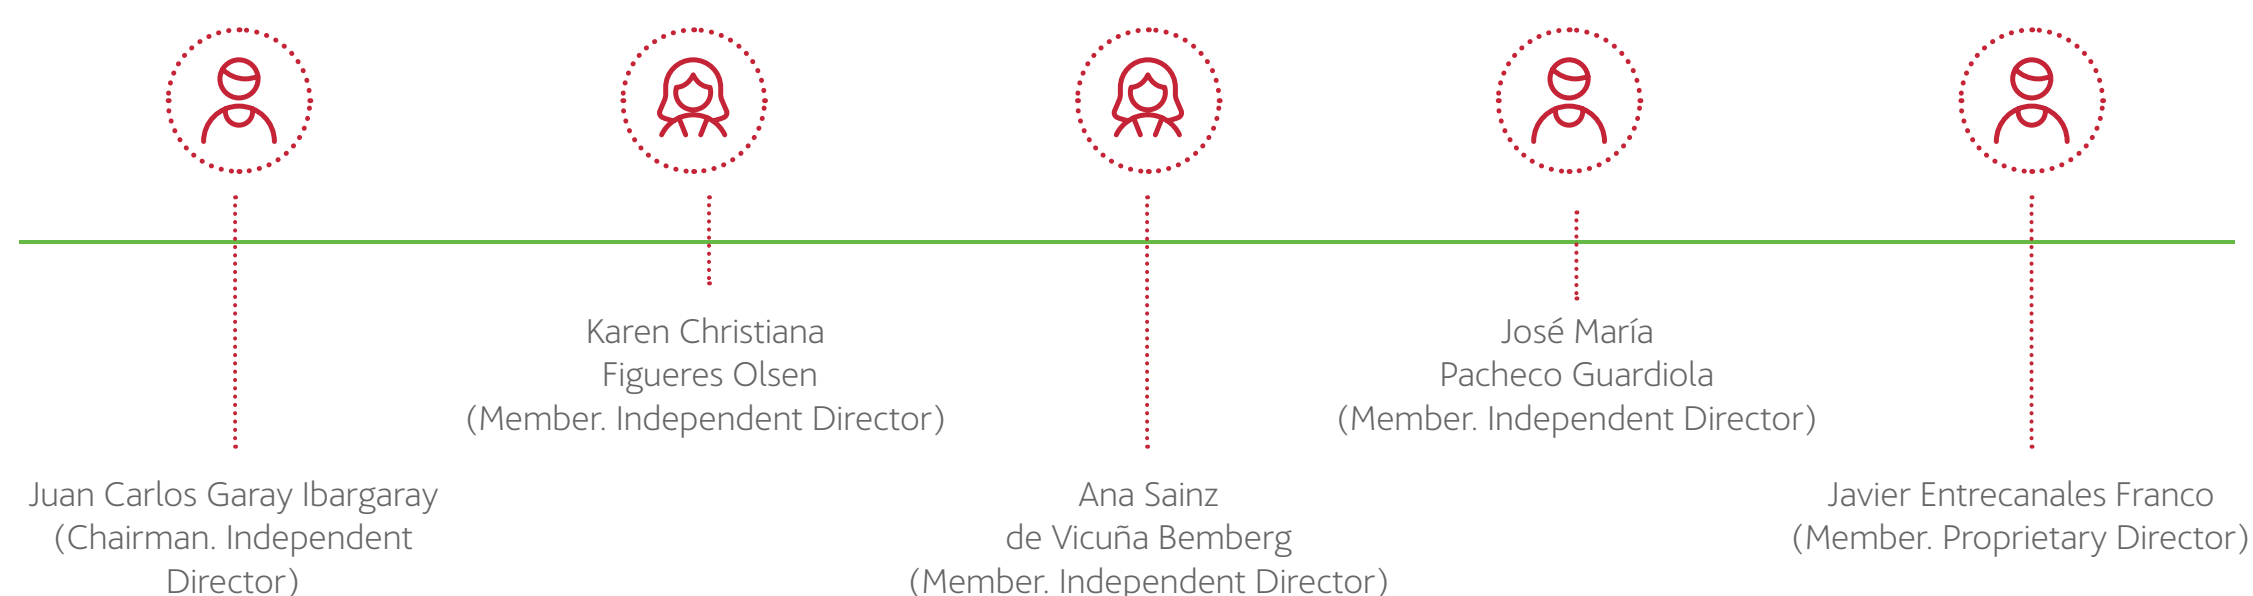 Juan Carlos Garay Ibargaray
(Chairman. Independent
Director)
Karen Christiana
Figueres Olsen
(Member. Independent Director)
Ana Sainz
de Vicuña Bemberg
(Member. Independent Director)
José María
Pacheco Guardiola
(Member. Independent Director)
Javier Entrecanales Franco
(Member. Proprietary Director)